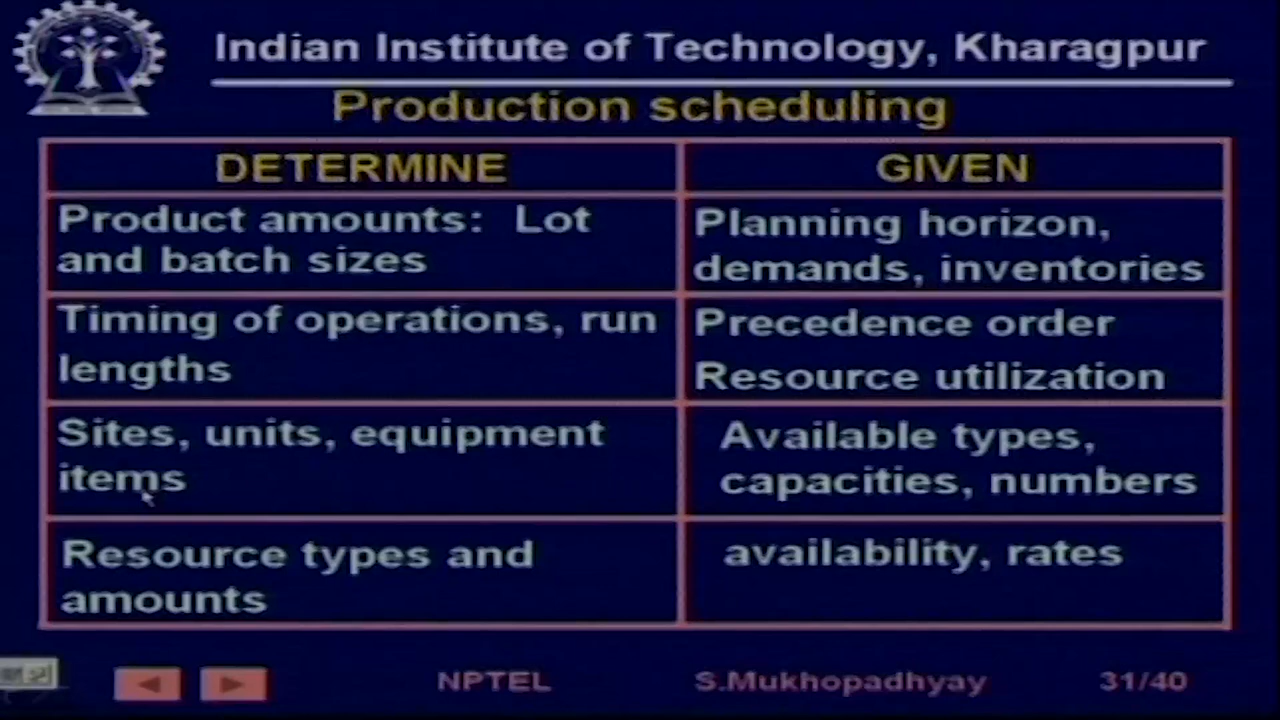 Indian Institute of Technology, Kharagpur
Production scheduling
DETERMINE
GIVEN
Product amounts: Lot
and batch sizes
Planning horizon,
demands, inventories
Timing of operations, run
lengths
Precedence order
Resource utilization
Sites, units, equipment
items
Available types,
capacities, numbers
Resource types and
amounts
availability, rates
NPTEL
S.Mukhopadhyay
31/40